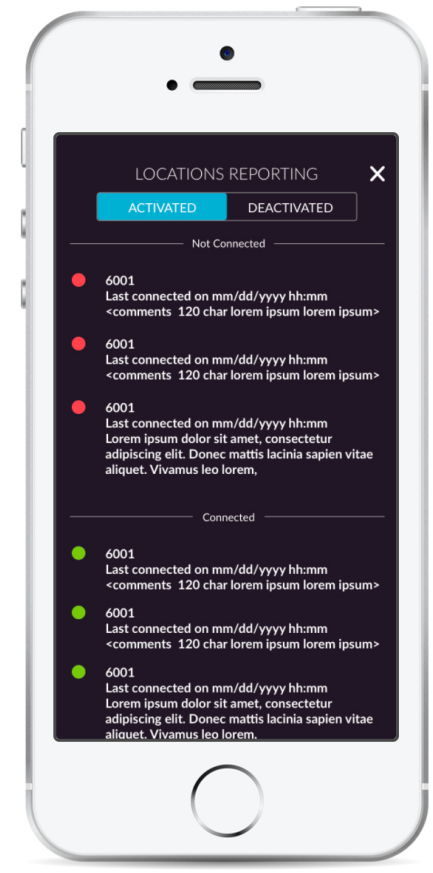 LOCATIONS REPORTING
ACTIVATED DEACTIVATED
Not Connected
6001
Last connected on mm/dd/yyyy hh:mm
<comments 120 char lorem ipsum lorem ipsum>
6001
Last connected on mm/dd/yyyy hh:mm
<comments 120 char lorem ipsum lorem ipsum>
6001
Last connected on mm/dd/yyyy hh:mm
Lorem ipsum dolor sit amet, consectetur
adipiscing elit. Donec mattis lacinia sapien vitae
aliquet. Vivamus leo lorem,
Connected
6001
Last connected on mm/dd/yyyy hh:mm
<comments 120 char lorem ipsum lorem ipsum>
6001
Last connected on mm/dd/yyyy hh:mm
<comments 120 char lorem ipsum lorem ipsum>
6001
Last connected on mm/dd/yyyy hh:mm
Lorem ipsum dolor sit amet, consectetur
adipiscing elit. Donec mattis lacinia sapien vitae
aliquet. Vivamus leo lorem,